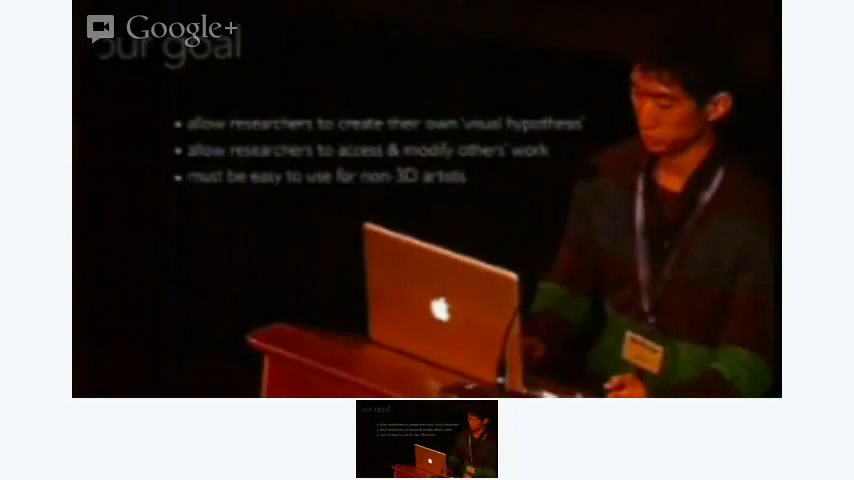 Google+
our goal
• allow researchers to create their own 'visual hypothesis'
• allow researchers to access & modify others' work
• must be easy to use for non-3D artists